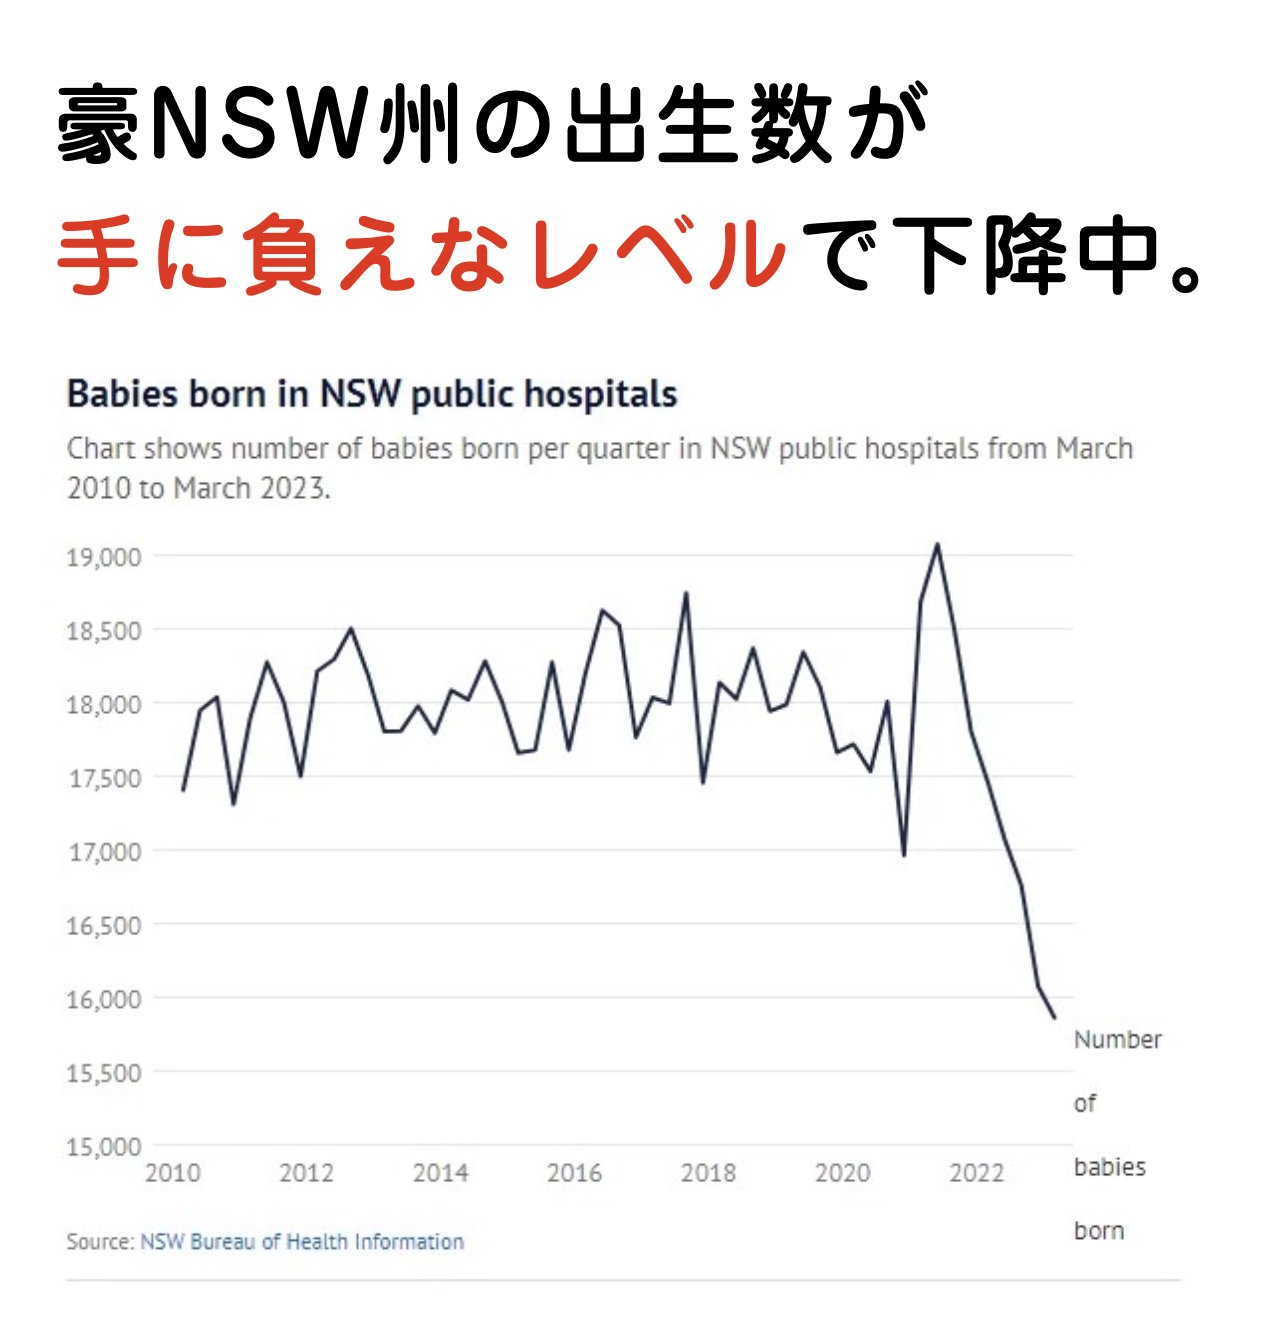 豪NSW州の出生数が
手に負えなレベルで下降中。
Babies born in NSW public hospitals
Chart shows number of babies born per quarter in NSW public hospitals from March
2010 to March 2023.
19,000
18,500
18,000
17,500
17,000
16,500
16,000
15,500
15,000
2010 2012 2014 2016 2018 2020 2022
Number
of
babies
born
Source: NSW Bureau of Health Information